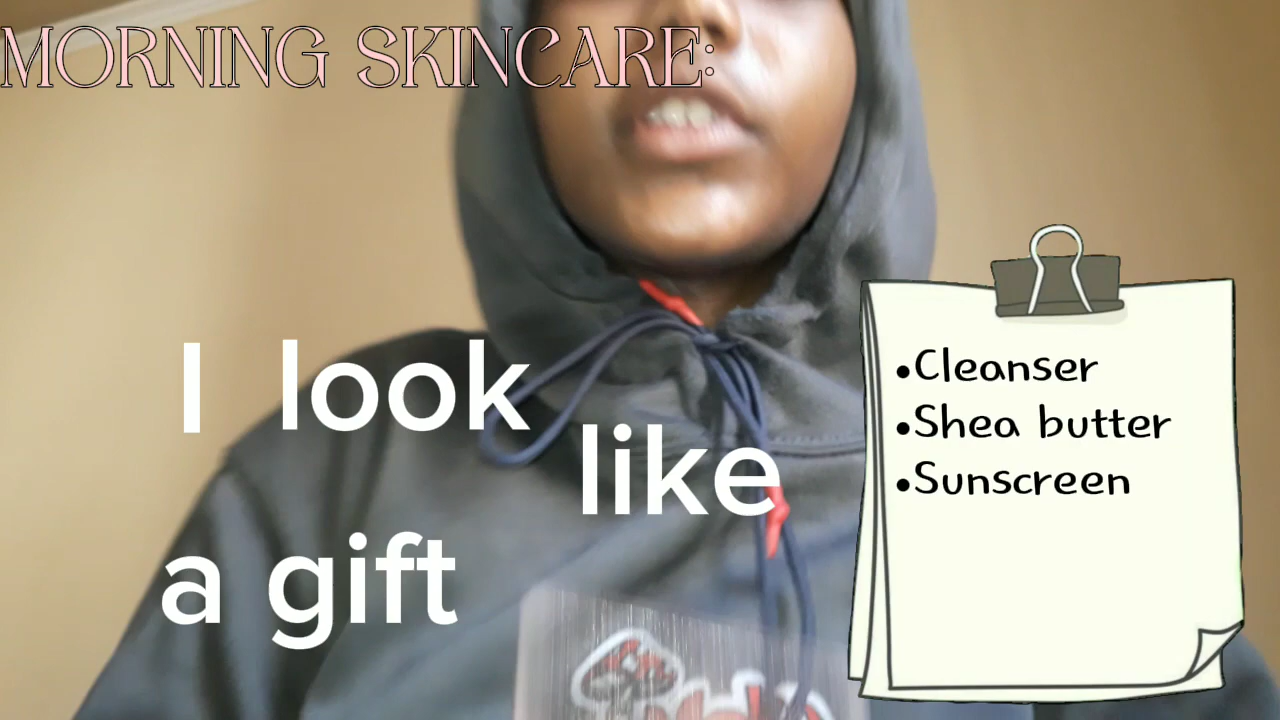 MORNING SKINCARE:
I look
like
a gift
•Cleanser
•Shea butter
•Sunscreen